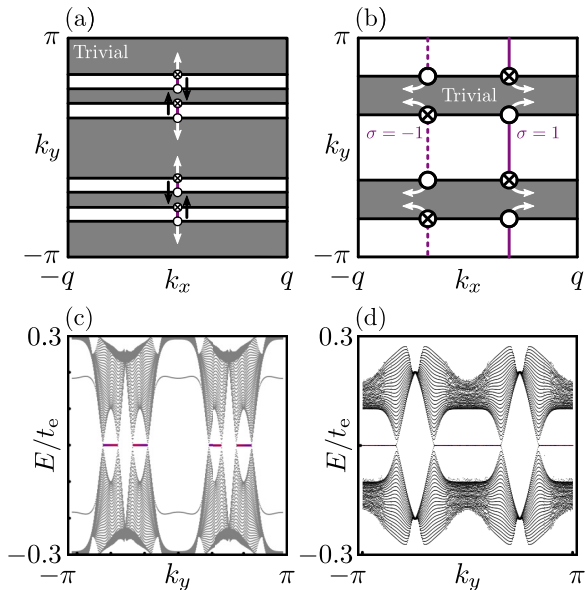 (a)
(b)
π
Trivial
k_y
−π
−q
k_x
q
π
Trivial
σ = −1
σ = 1
k_y
−π
−q
k_x
q
(c)
(d)
0.3
E/t_e
−0.3
−π
k_y
π
0.3
E/t_e
−0.3
−π
k_y
π